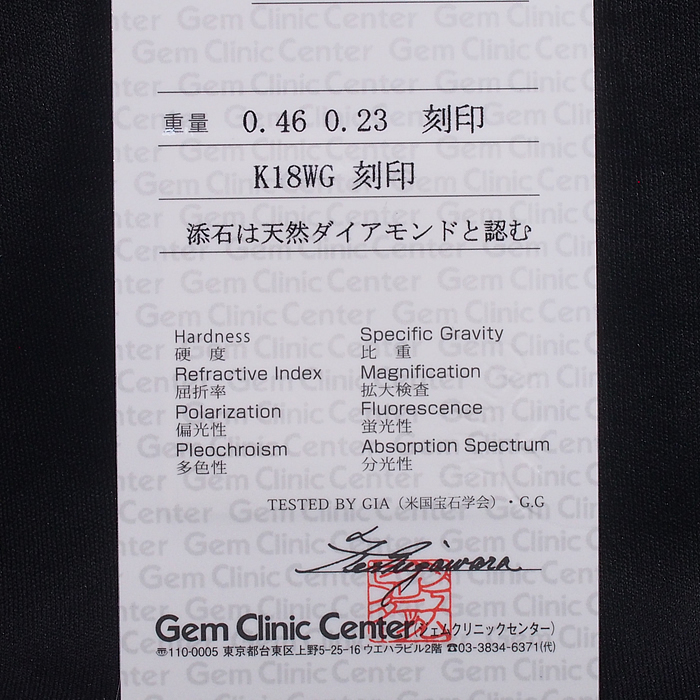 重量 0.46 0.23 刻印
K18WG 刻印
添石は天然ダイアモンドと認む
Hardness
硬 度
Specific Gravity
比 重
Refractive Index
屈折率
Magnification
拡大検査
Polarization
偏光性
Fluorescence
蛍光性
Pleochroism
多色性
Absorption Spectrum
分光性
TESTED BY GIA（米国宝石学会）・G.G
Gem Clinic Center（ジェムクリニックセンター）
〠110-0005 東京都台東区上野5-25-16 ウエハラビル2階 ☎03-3834-6371(代)